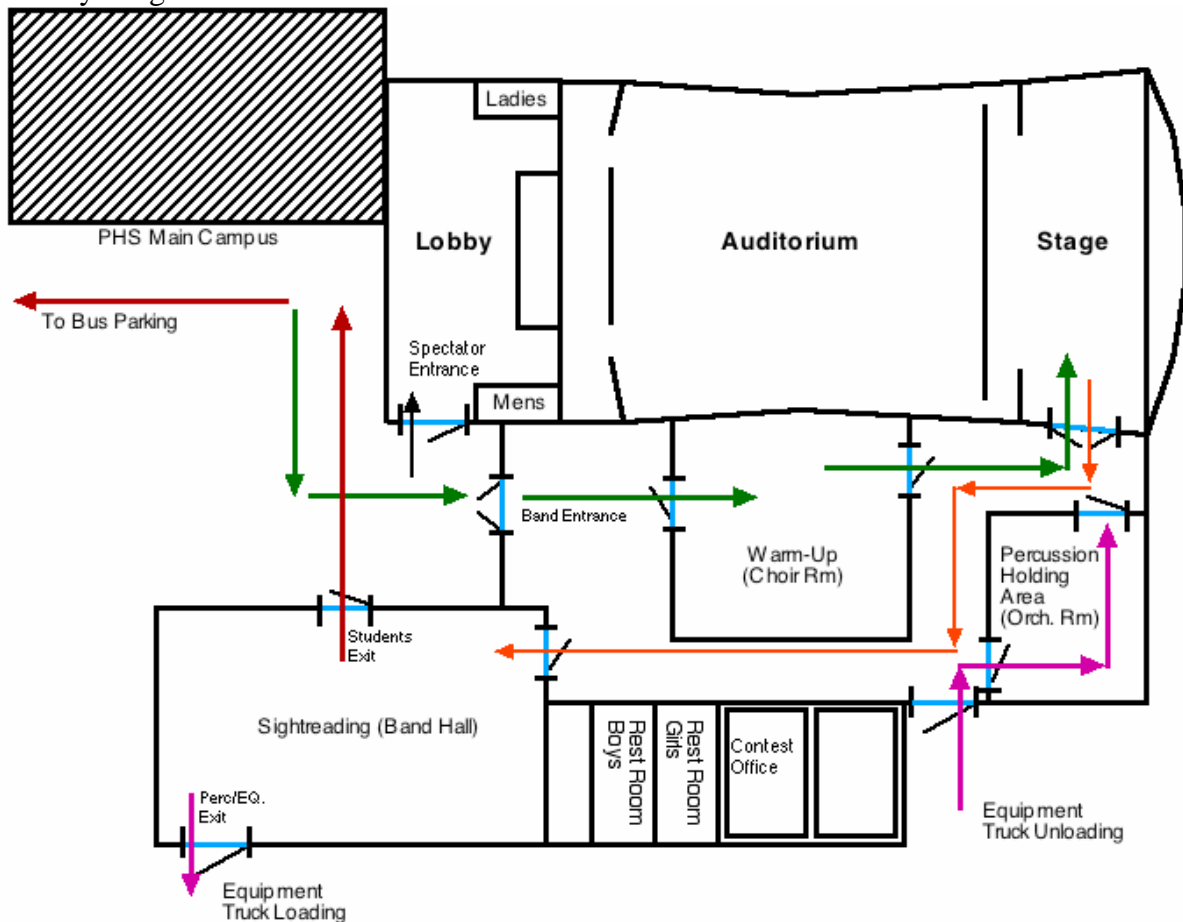 Ladies
PHS Main Campus
Lobby
Auditorium
Stage
To Bus Parking
Spectator
Entrance
Mens
Band Entrance
Warm-Up
(Choir Rm)
Percussion
Holding
Area
(Orch. Rm)
Students
Exit
Sightreading (Band Hall)
Rest Room
Boys
Rest Room
Girls
Contest
Office
Perc/EQ.
Exit
Equipment
Truck Unloading
Equipment
Truck Loading